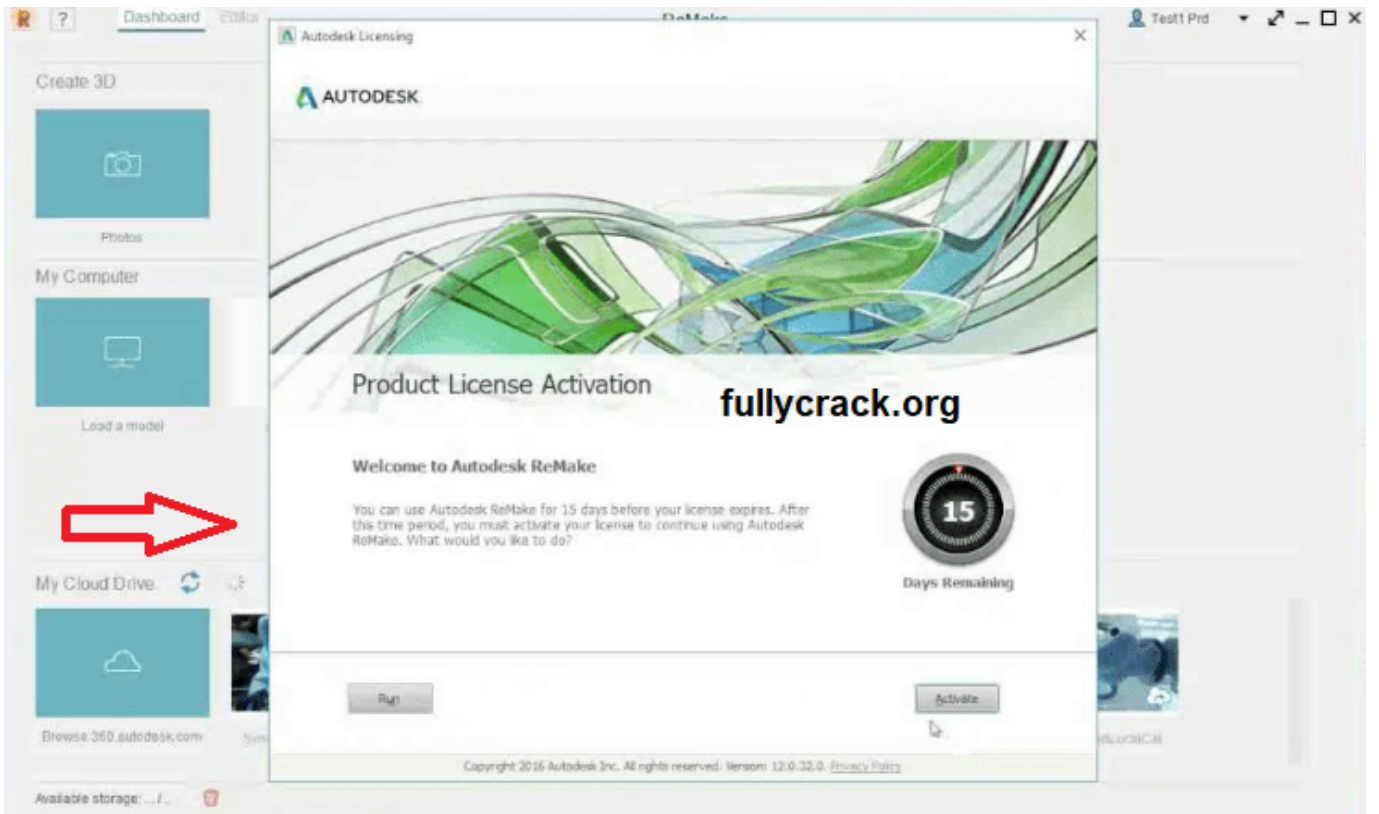 ? Dashboard Editor ReMake Test1 Prd
Autodesk Licensing
Create 3D
AUTODESK
Photos
My Computer
Product License Activation
fullycrack.org
Load a model
Welcome to Autodesk ReMake
You can use Autodesk ReMake for 15 days before your license expires. After
this time period, you must activate your license to continue using Autodesk
ReMake. What would you like to do?
15
Days Remaining
My Cloud Drive
Run
Activate
Browse 360.autodesk.com
Copyright 2016 Autodesk Inc. All rights reserved. Version: 12.0.32.0. Privacy Policy
Available storage: .../...